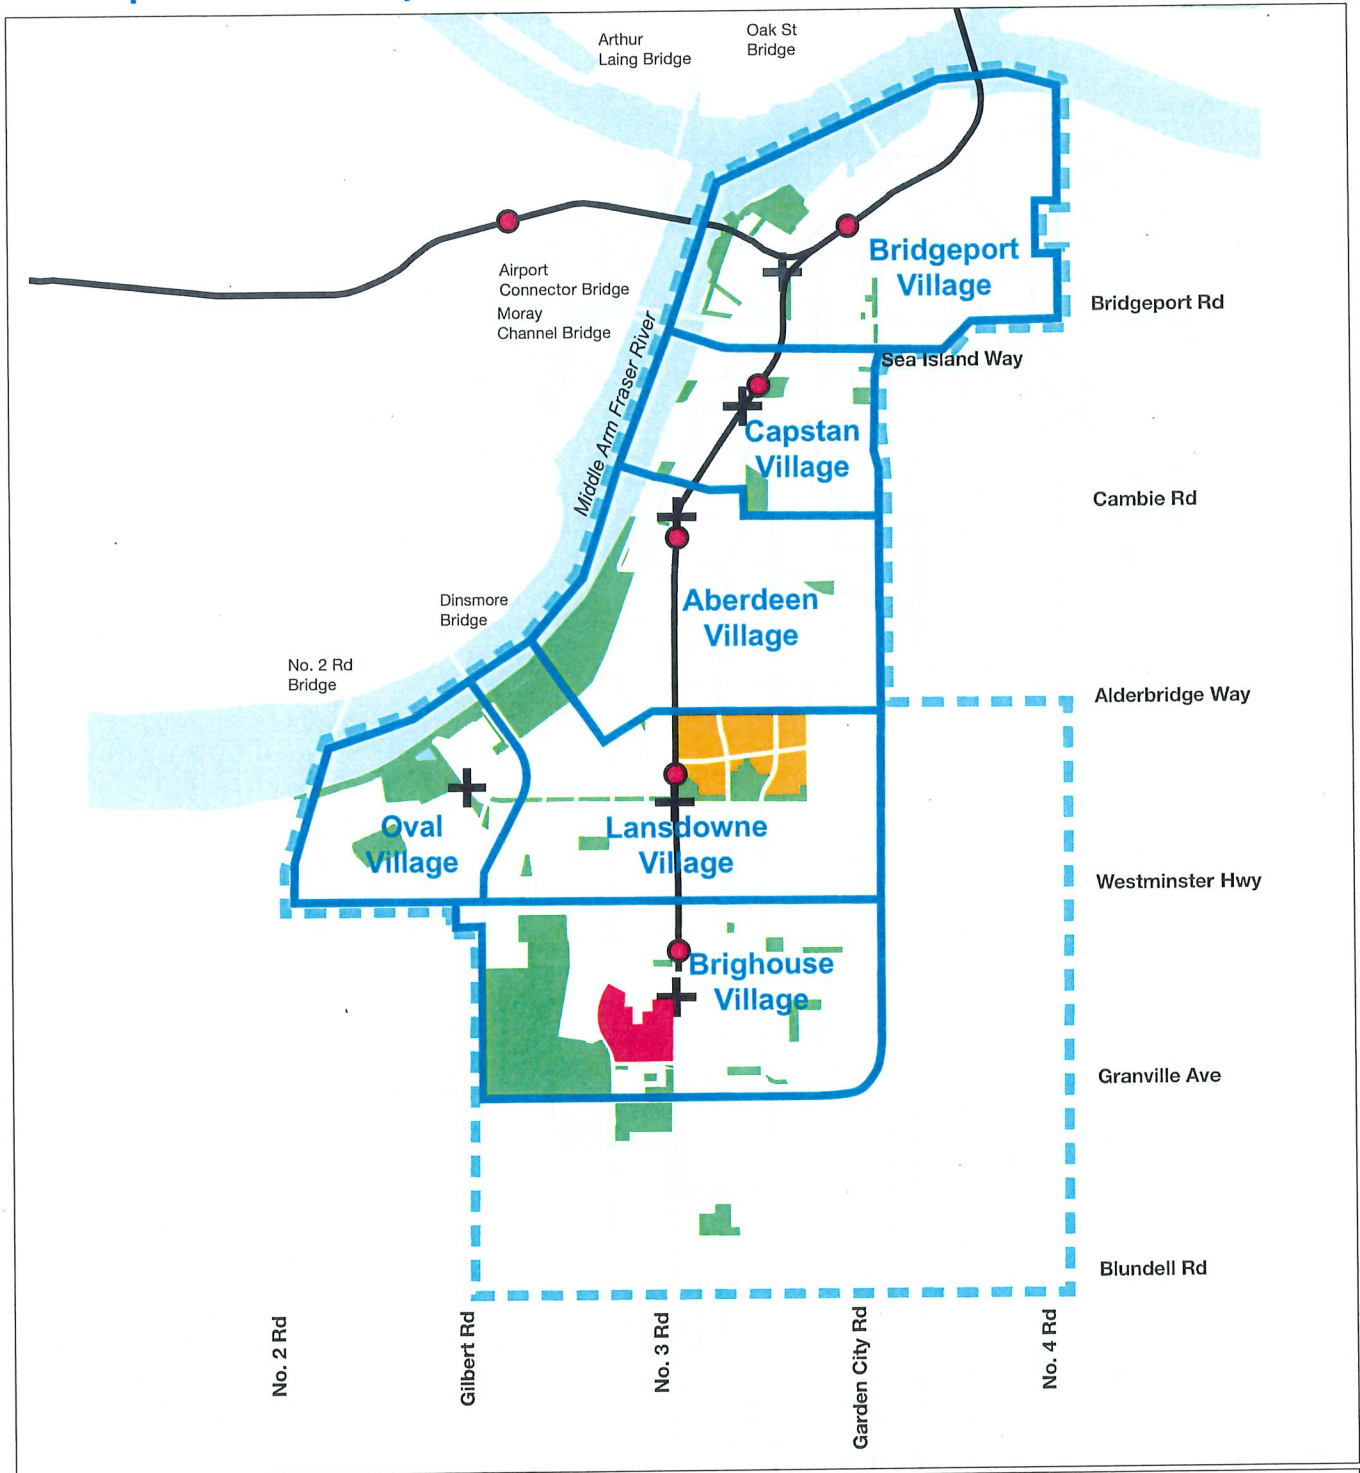 Arthur
Laing Bridge
Oak St
Bridge
Airport
Connector Bridge
Moray
Channel Bridge
Middle Arm Fraser River
Bridgeport
Village
Bridgeport Rd
Sea Island Way
Capstan
Village
Cambie Rd
Dinsmore
Bridge
Aberdeen
Village
No. 2 Rd
Bridge
Alderbridge Way
Oval
Village
Lansdowne
Village
Westminster Hwy
Brighouse
Village
Granville Ave
Blundell Rd
No. 2 Rd
Gilbert Rd
No. 3 Rd
Garden City Rd
No. 4 Rd